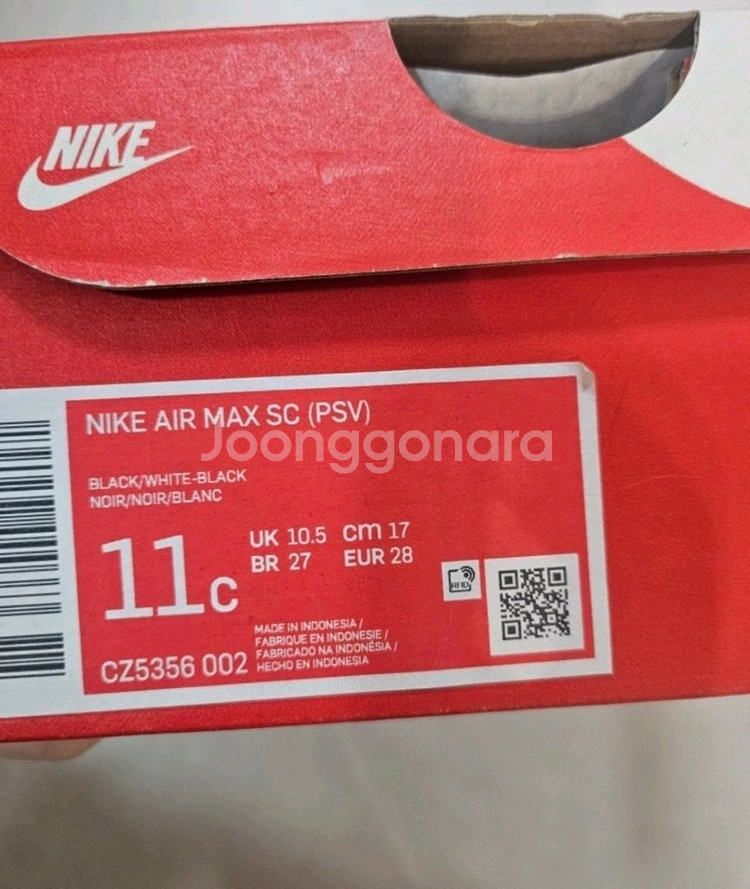 NIKE
NIKE AIR MAX SC (PSV)
Joonggonara
BLACK/WHITE-BLACK
NOIR/NOIR/BLANC
11C
UK 10.5 cm 17
BR 27 EUR 28
RFID
MADE IN INDONESIA /
FABRIQUE EN INDONESIE /
FABRICADO NA INDONÉSIA /
HECHO EN INDONESIA
CZ5356 002